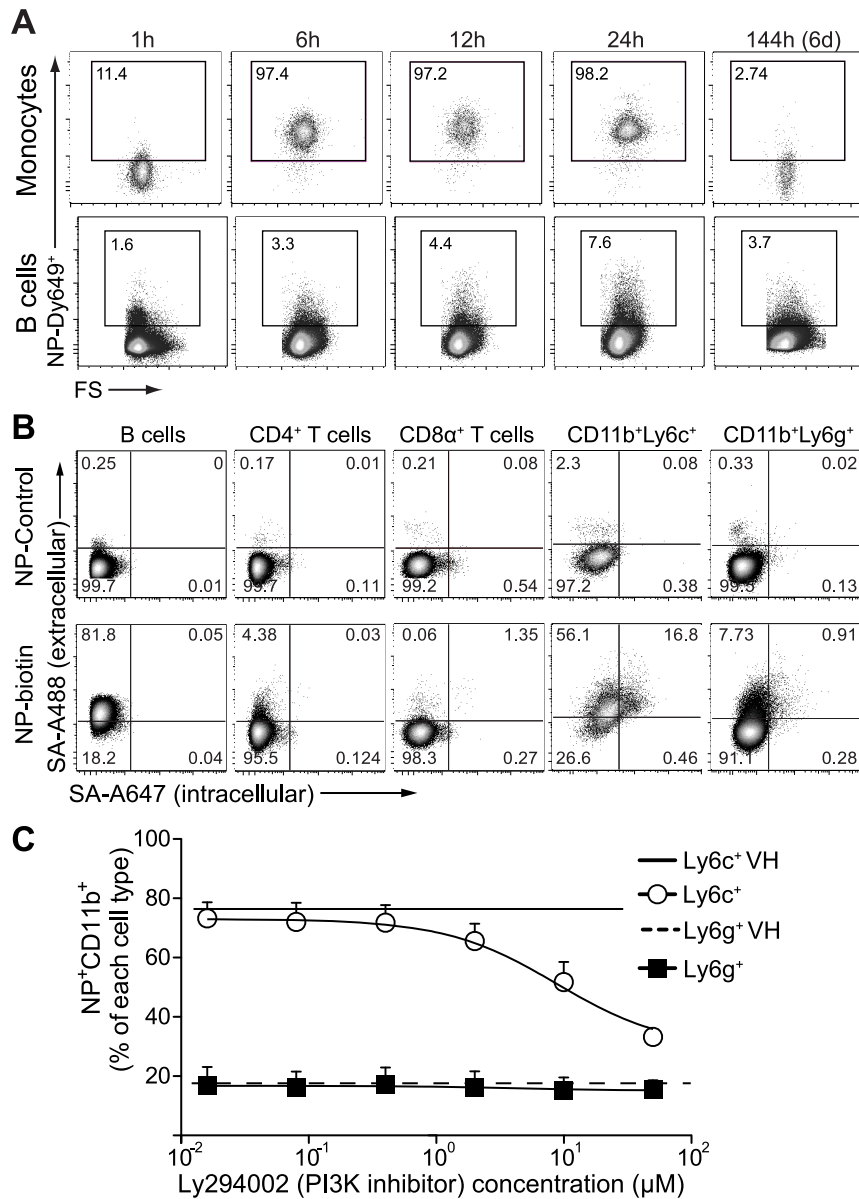 A
1h 6h 12h 24h 144h (6d)
Monocytes
11.4 97.4 97.2 98.2 2.74
B cells
NP-Dy649⁺
1.6 3.3 4.4 7.6 3.7
FS
B
B cells CD4⁺ T cells CD8α⁺ T cells CD11b⁺Ly6c⁺ CD11b⁺Ly6g⁺
NP-Control
0.25 0 0.17 0.01 0.21 0.08 2.3 0.08 0.33 0.02
99.7 0.01 99.7 0.11 99.2 0.54 97.2 0.38 99.5 0.13
NP-biotin
SA-A488 (extracellular)
81.8 0.05 4.38 0.03 0.06 1.35 56.1 16.8 7.73 0.91
18.2 0.04 95.5 0.124 98.3 0.27 26.6 0.46 91.1 0.28
SA-A647 (intracellular)
C
NP⁺CD11b⁺
(% of each cell type)
100
80
60
40
20
Ly6c⁺ VH
Ly6c⁺
Ly6g⁺ VH
Ly6g⁺
10⁻² 10⁻¹ 10⁰ 10¹ 10²
Ly294002 (PI3K inhibitor) concentration (µM)